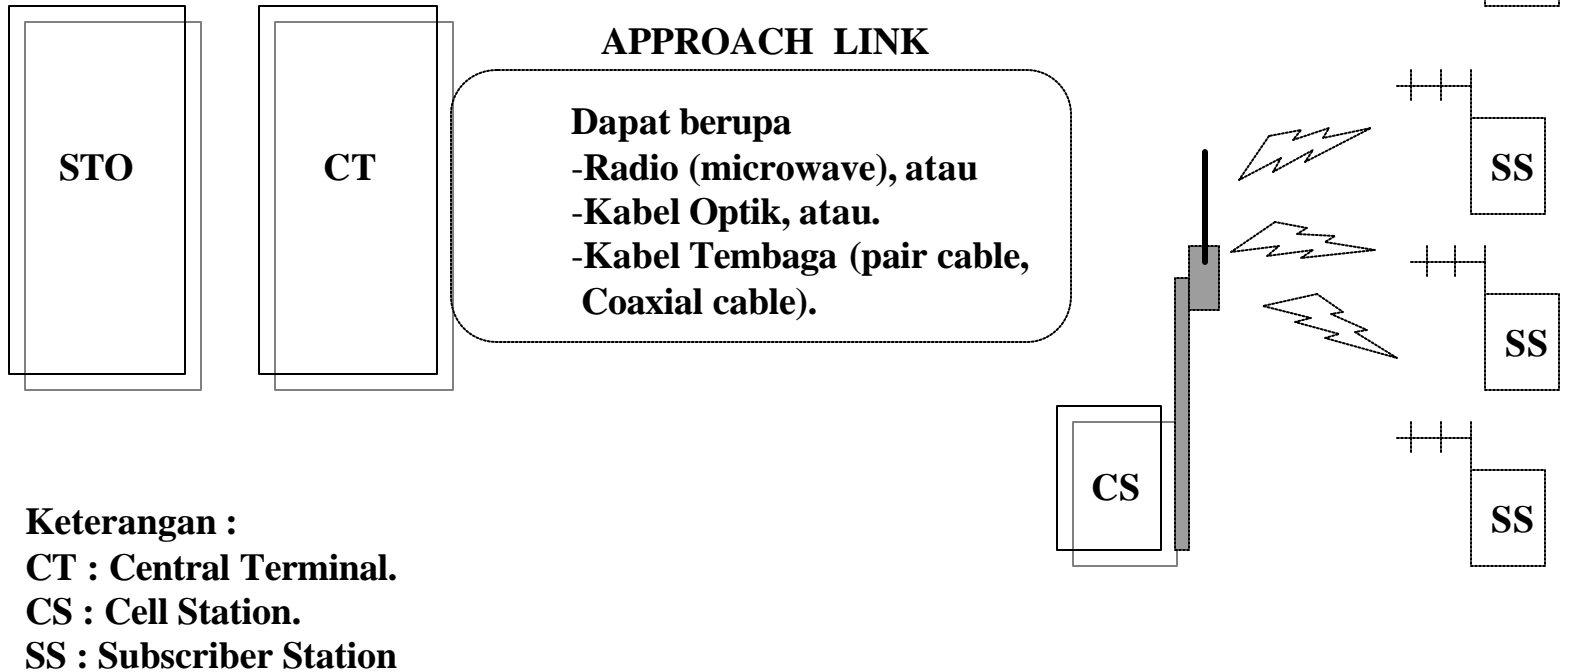 APPROACH LINK
STO
CT
Dapat berupa
-Radio (microwave), atau
-Kabel Optik, atau.
-Kabel Tembaga (pair cable,
Coaxial cable).
SS
SS
CS
SS
Keterangan :
CT : Central Terminal.
CS : Cell Station.
SS : Subscriber Station